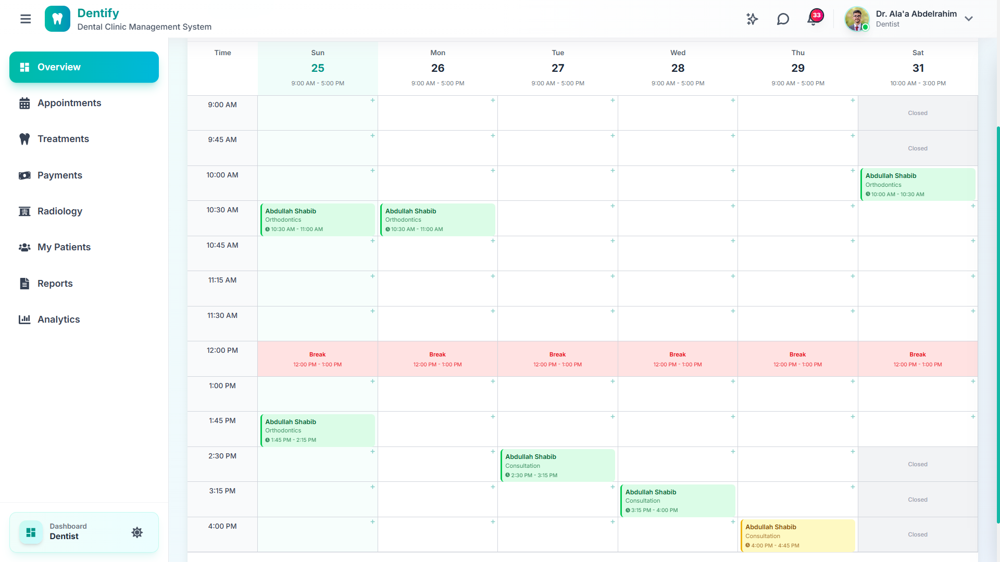 Dentify
Dental Clinic Management System
33
Dr. Ala'a Abdelrahim
Dentist
Overview
Appointments
Treatments
Payments
Radiology
My Patients
Reports
Analytics
Dashboard
Dentist
Time
Sun
25
9:00 AM - 5:00 PM
Mon
26
9:00 AM - 5:00 PM
Tue
27
9:00 AM - 5:00 PM
Wed
28
9:00 AM - 5:00 PM
Thu
29
9:00 AM - 5:00 PM
Sat
31
10:00 AM - 3:00 PM
9:00 AM
Closed
9:45 AM
Closed
10:00 AM
Abdullah Shabib
Orthodontics
10:00 AM - 10:30 AM
10:30 AM
Abdullah Shabib
Orthodontics
10:30 AM - 11:00 AM
Abdullah Shabib
Orthodontics
10:30 AM - 11:00 AM
10:45 AM
11:15 AM
11:30 AM
12:00 PM
Break
12:00 PM - 1:00 PM
Break
12:00 PM - 1:00 PM
Break
12:00 PM - 1:00 PM
Break
12:00 PM - 1:00 PM
Break
12:00 PM - 1:00 PM
Break
12:00 PM - 1:00 PM
1:00 PM
1:45 PM
Abdullah Shabib
Orthodontics
1:45 PM - 2:15 PM
2:30 PM
Abdullah Shabib
Consultation
2:30 PM - 3:15 PM
Closed
3:15 PM
Abdullah Shabib
Consultation
3:15 PM - 4:00 PM
Closed
4:00 PM
Abdullah Shabib
Consultation
4:00 PM - 4:45 PM
Closed